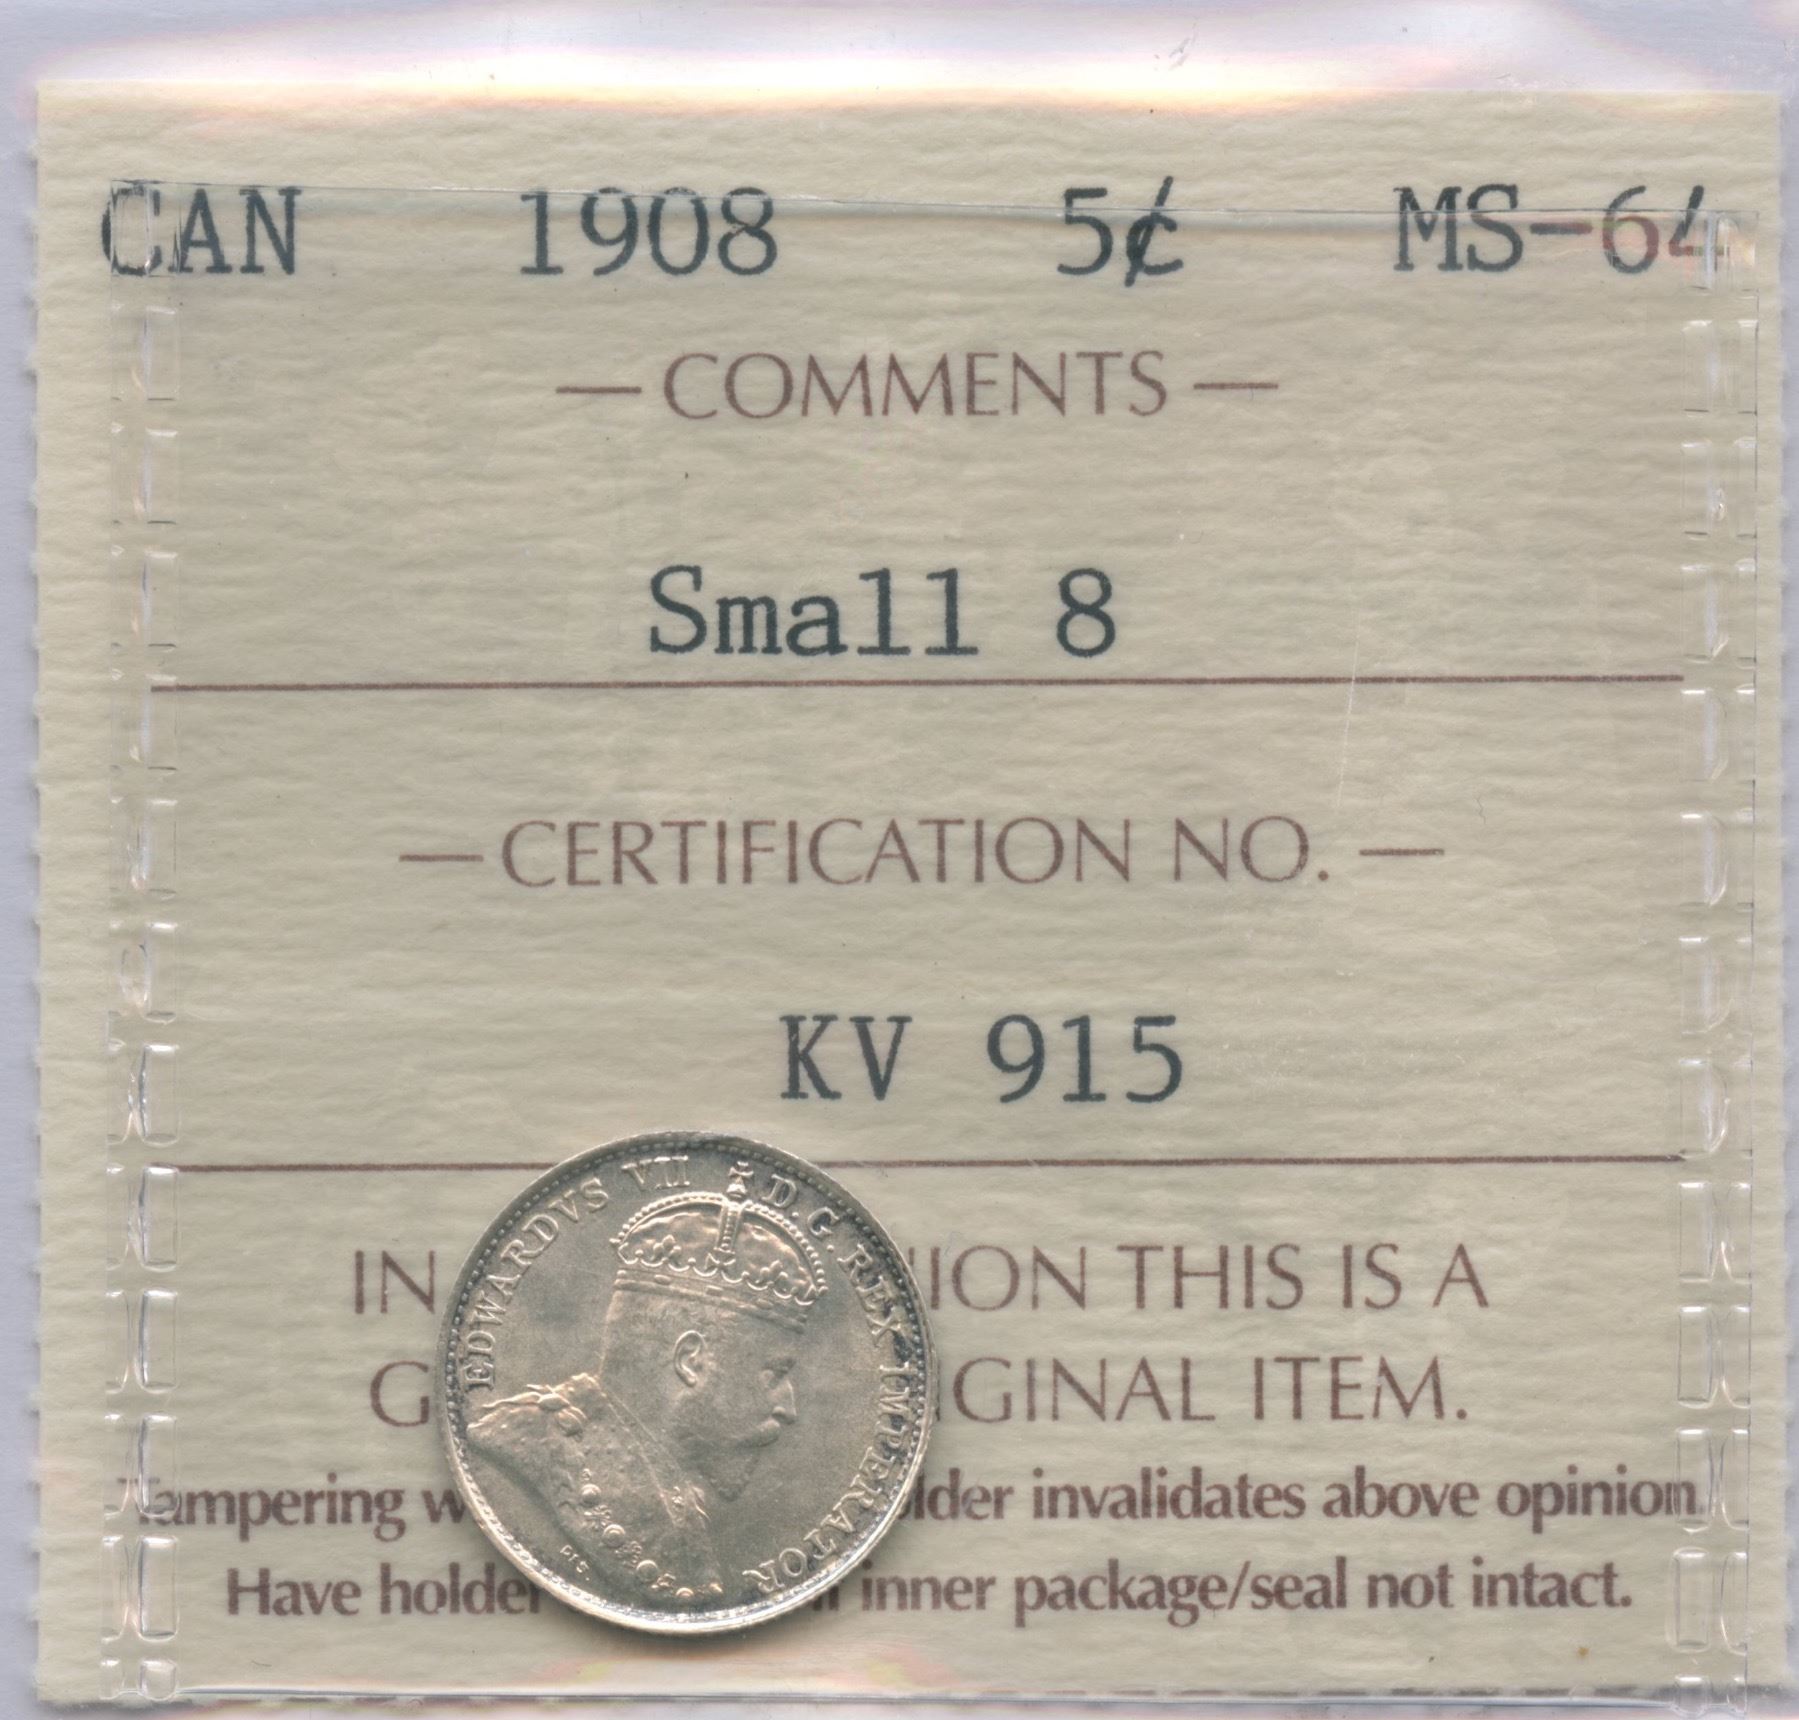 CAN 1908 5¢ MS-64
— COMMENTS —
Small 8
— CERTIFICATION NO. —
KV 915
EDWARDVS VII D.G. REX IMPERATOR
DES
IN ION THIS IS A
G IGINAL ITEM.
Tampering w lder invalidates above opinion.
Have holder inner package/seal not intact.